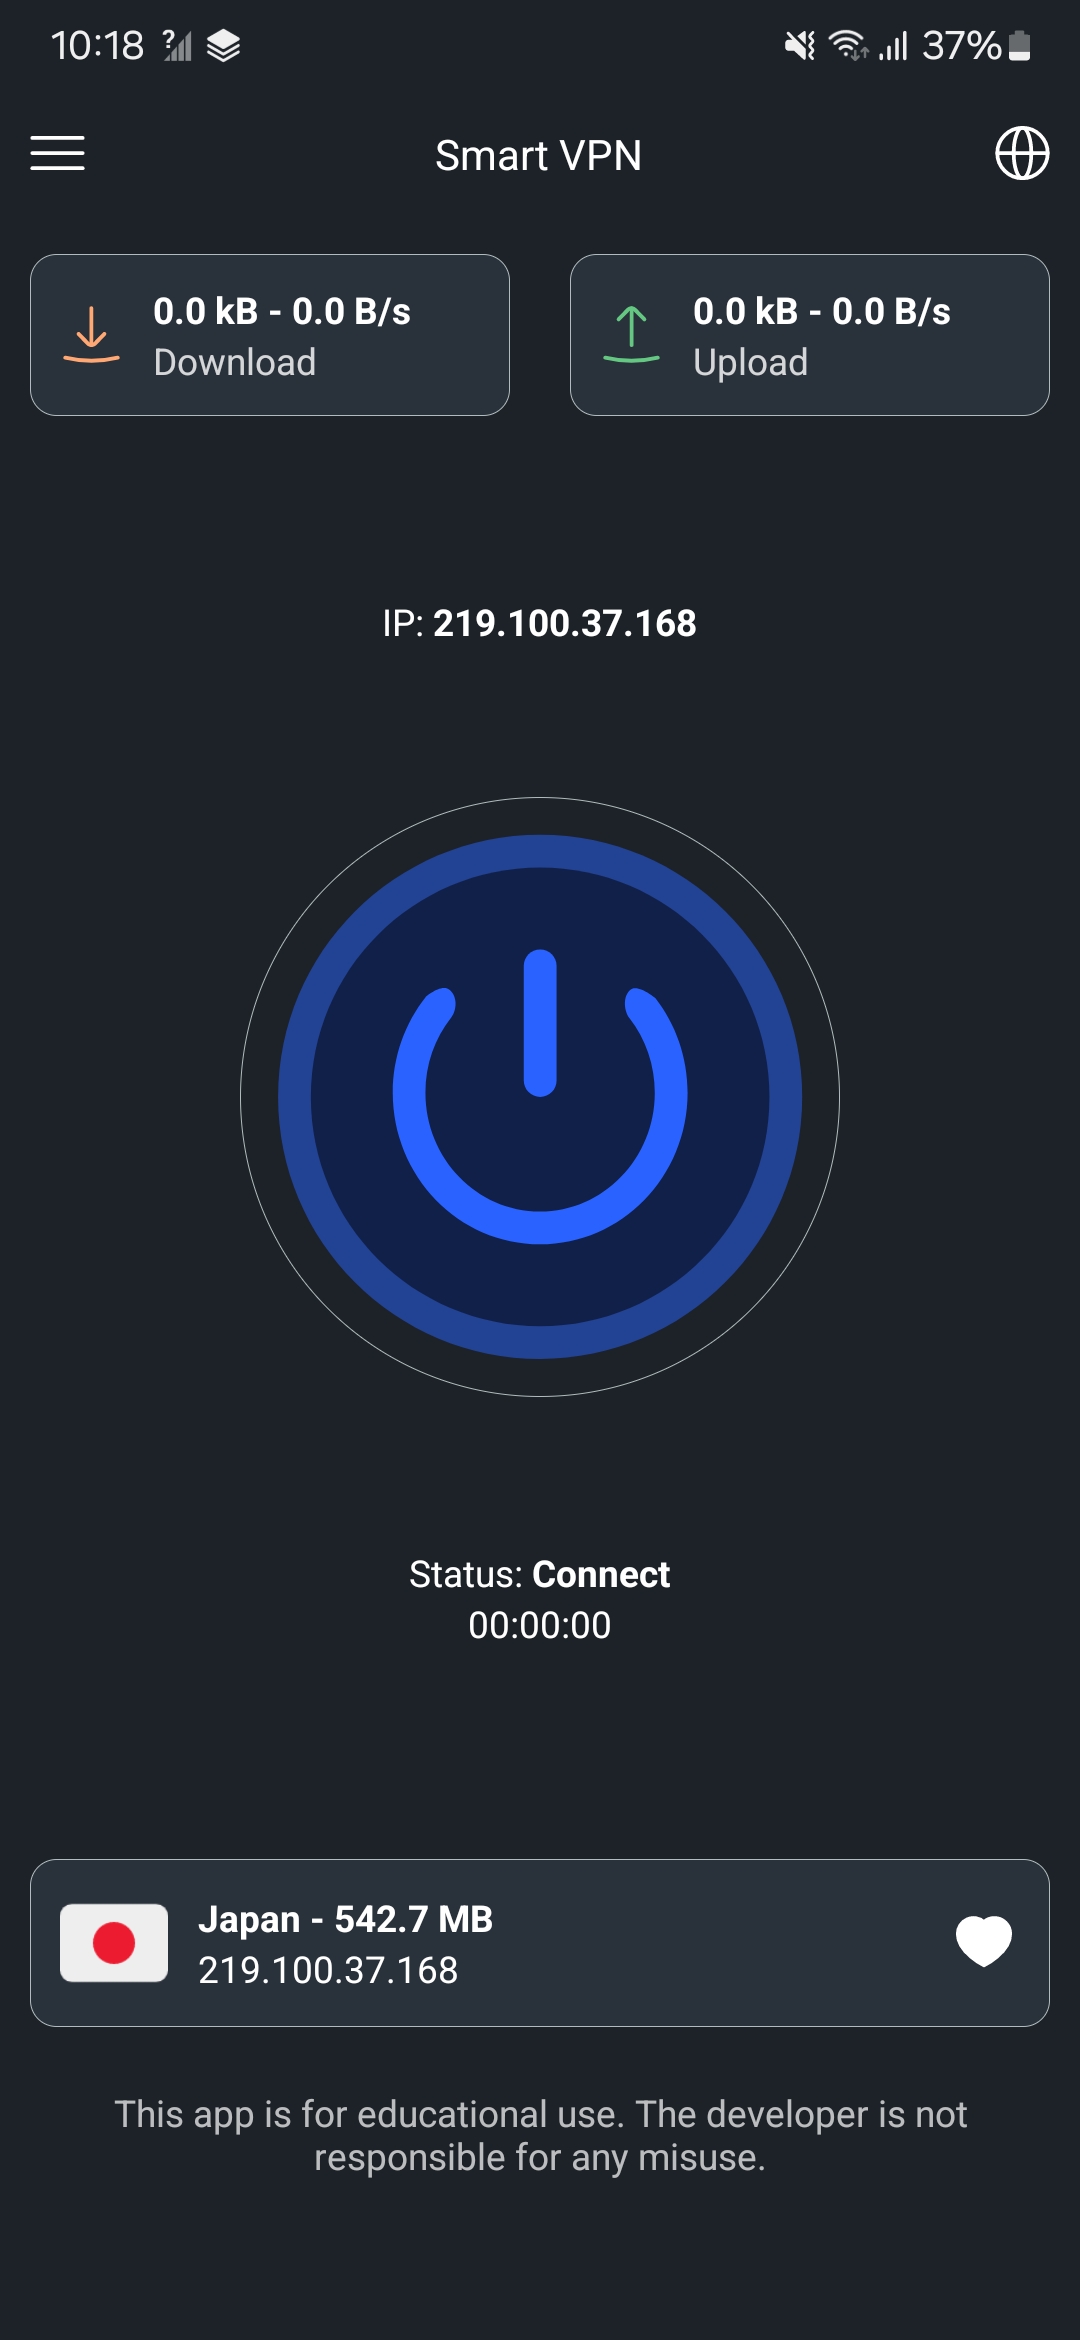 10:18
37%
Smart VPN
0.0 kB - 0.0 B/s
Download
0.0 kB - 0.0 B/s
Upload
IP: 219.100.37.168
Status: Connect
00:00:00
Japan - 542.7 MB
219.100.37.168
This app is for educational use. The developer is not
responsible for any misuse.